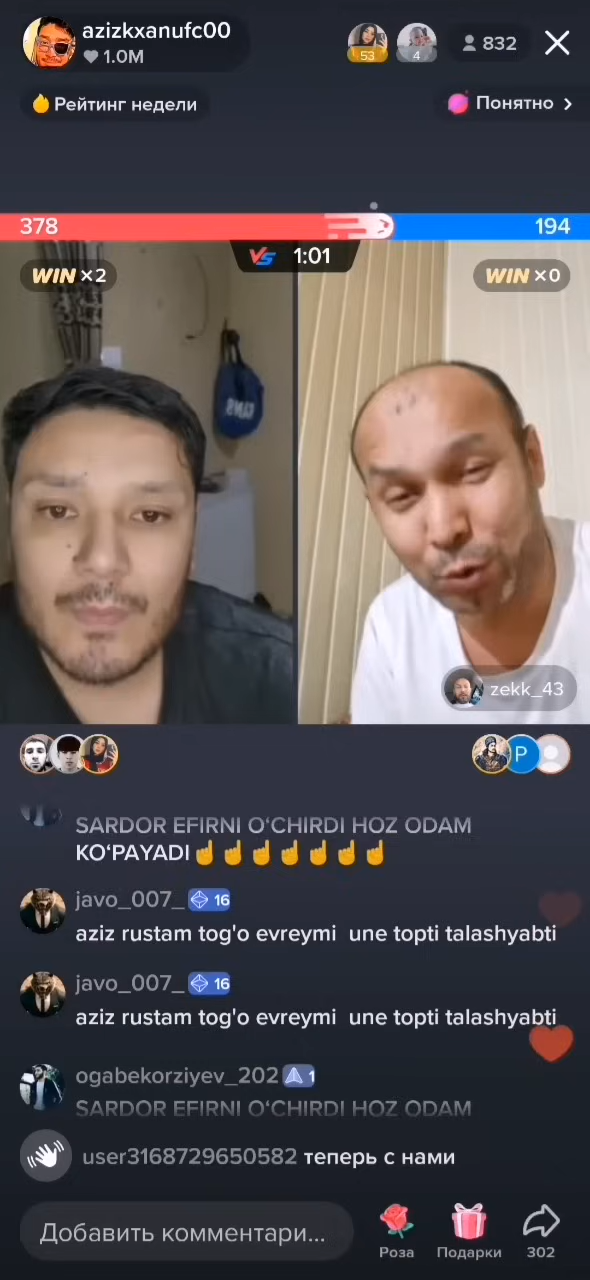 azizkxanufc00
1.0M
53
4
832
Рейтинг недели
Понятно
378
194
VS 1:01
WIN ×2
WIN ×0
zekk_43
P
SARDOR EFIRNI O‘CHIRDI HOZ ODAM
KO‘PAYADI☝☝☝☝☝☝☝
javo_007_ 16
aziz rustam tog'o evreymi une topti talashyabti
javo_007_ 16
aziz rustam tog'o evreymi une topti talashyabti
ogabekorziyev_202 1
SARDOR EFIRNI O‘CHIRDI HOZ ODAM
user3168729650582 теперь с нами
Добавить комментари...
Роза
Подарки
302